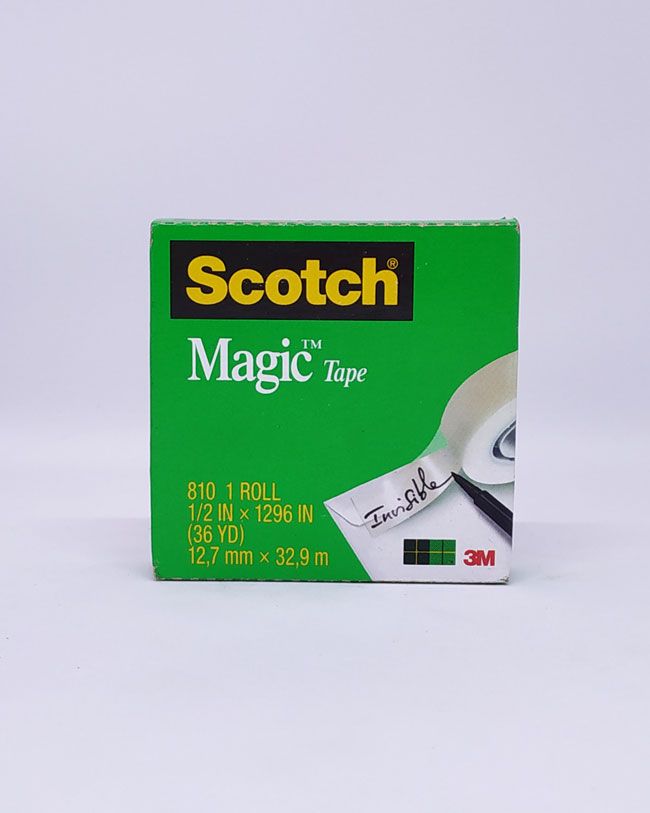 Scotch®
Magic™ Tape
810 1 ROLL
1/2 IN × 1296 IN
(36 YD)
12,7 mm × 32,9 m
Invisible
3M